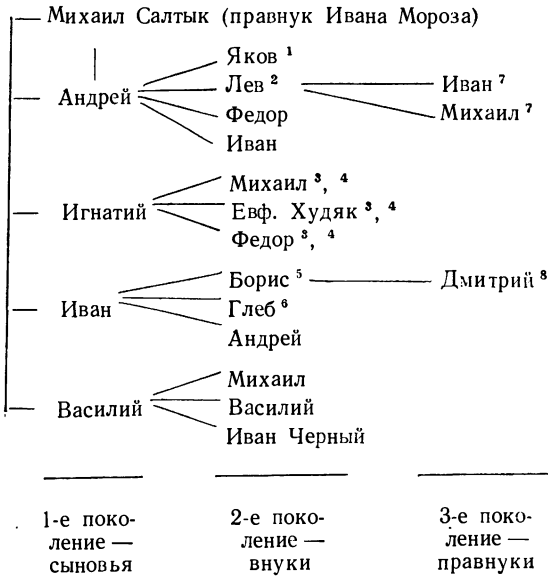 Михаил Салтык (правнук Ивана Мороза)
Яков ¹
Андрей Лев ² Иван ⁷
Федор Михаил ⁷
Иван
Михаил ³, ⁴
Игнатий Евф. Худяк ³, ⁴
Федор ³, ⁴
Борис ⁵ Дмитрий ⁸
Иван Глеб ⁶
Андрей
Михаил
Василий Василий
Иван Черный
1-е поко- 2-е поко- 3-е поко-
ление — ление — ление —
сыновья внуки правнуки